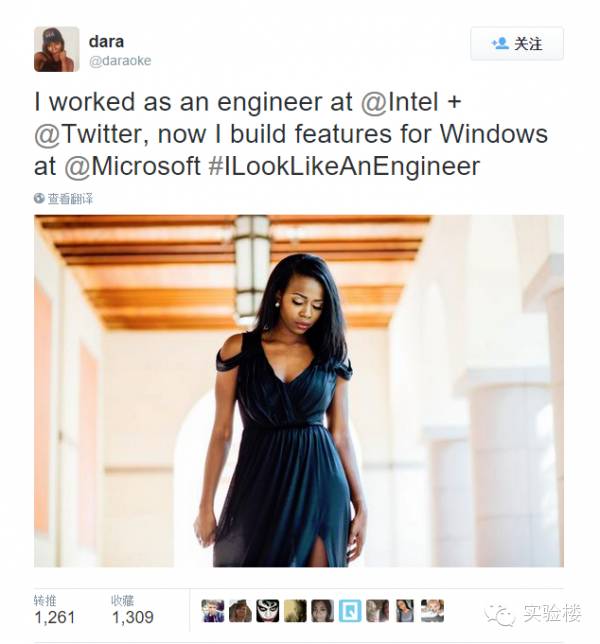 dara
@daraoke
关注
I worked as an engineer at @Intel +
@Twitter, now I build features for Windows
at @Microsoft #ILookLikeAnEngineer
查看翻译
转推
收藏
1,261
1,309
Q
实验楼